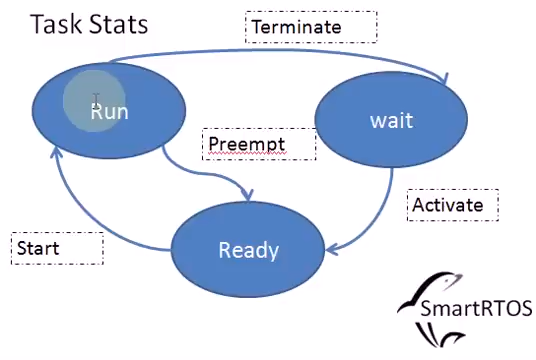 Task Stats
Terminate
Run
wait
Preempt
Activate
Start
Ready
SmartRTOS